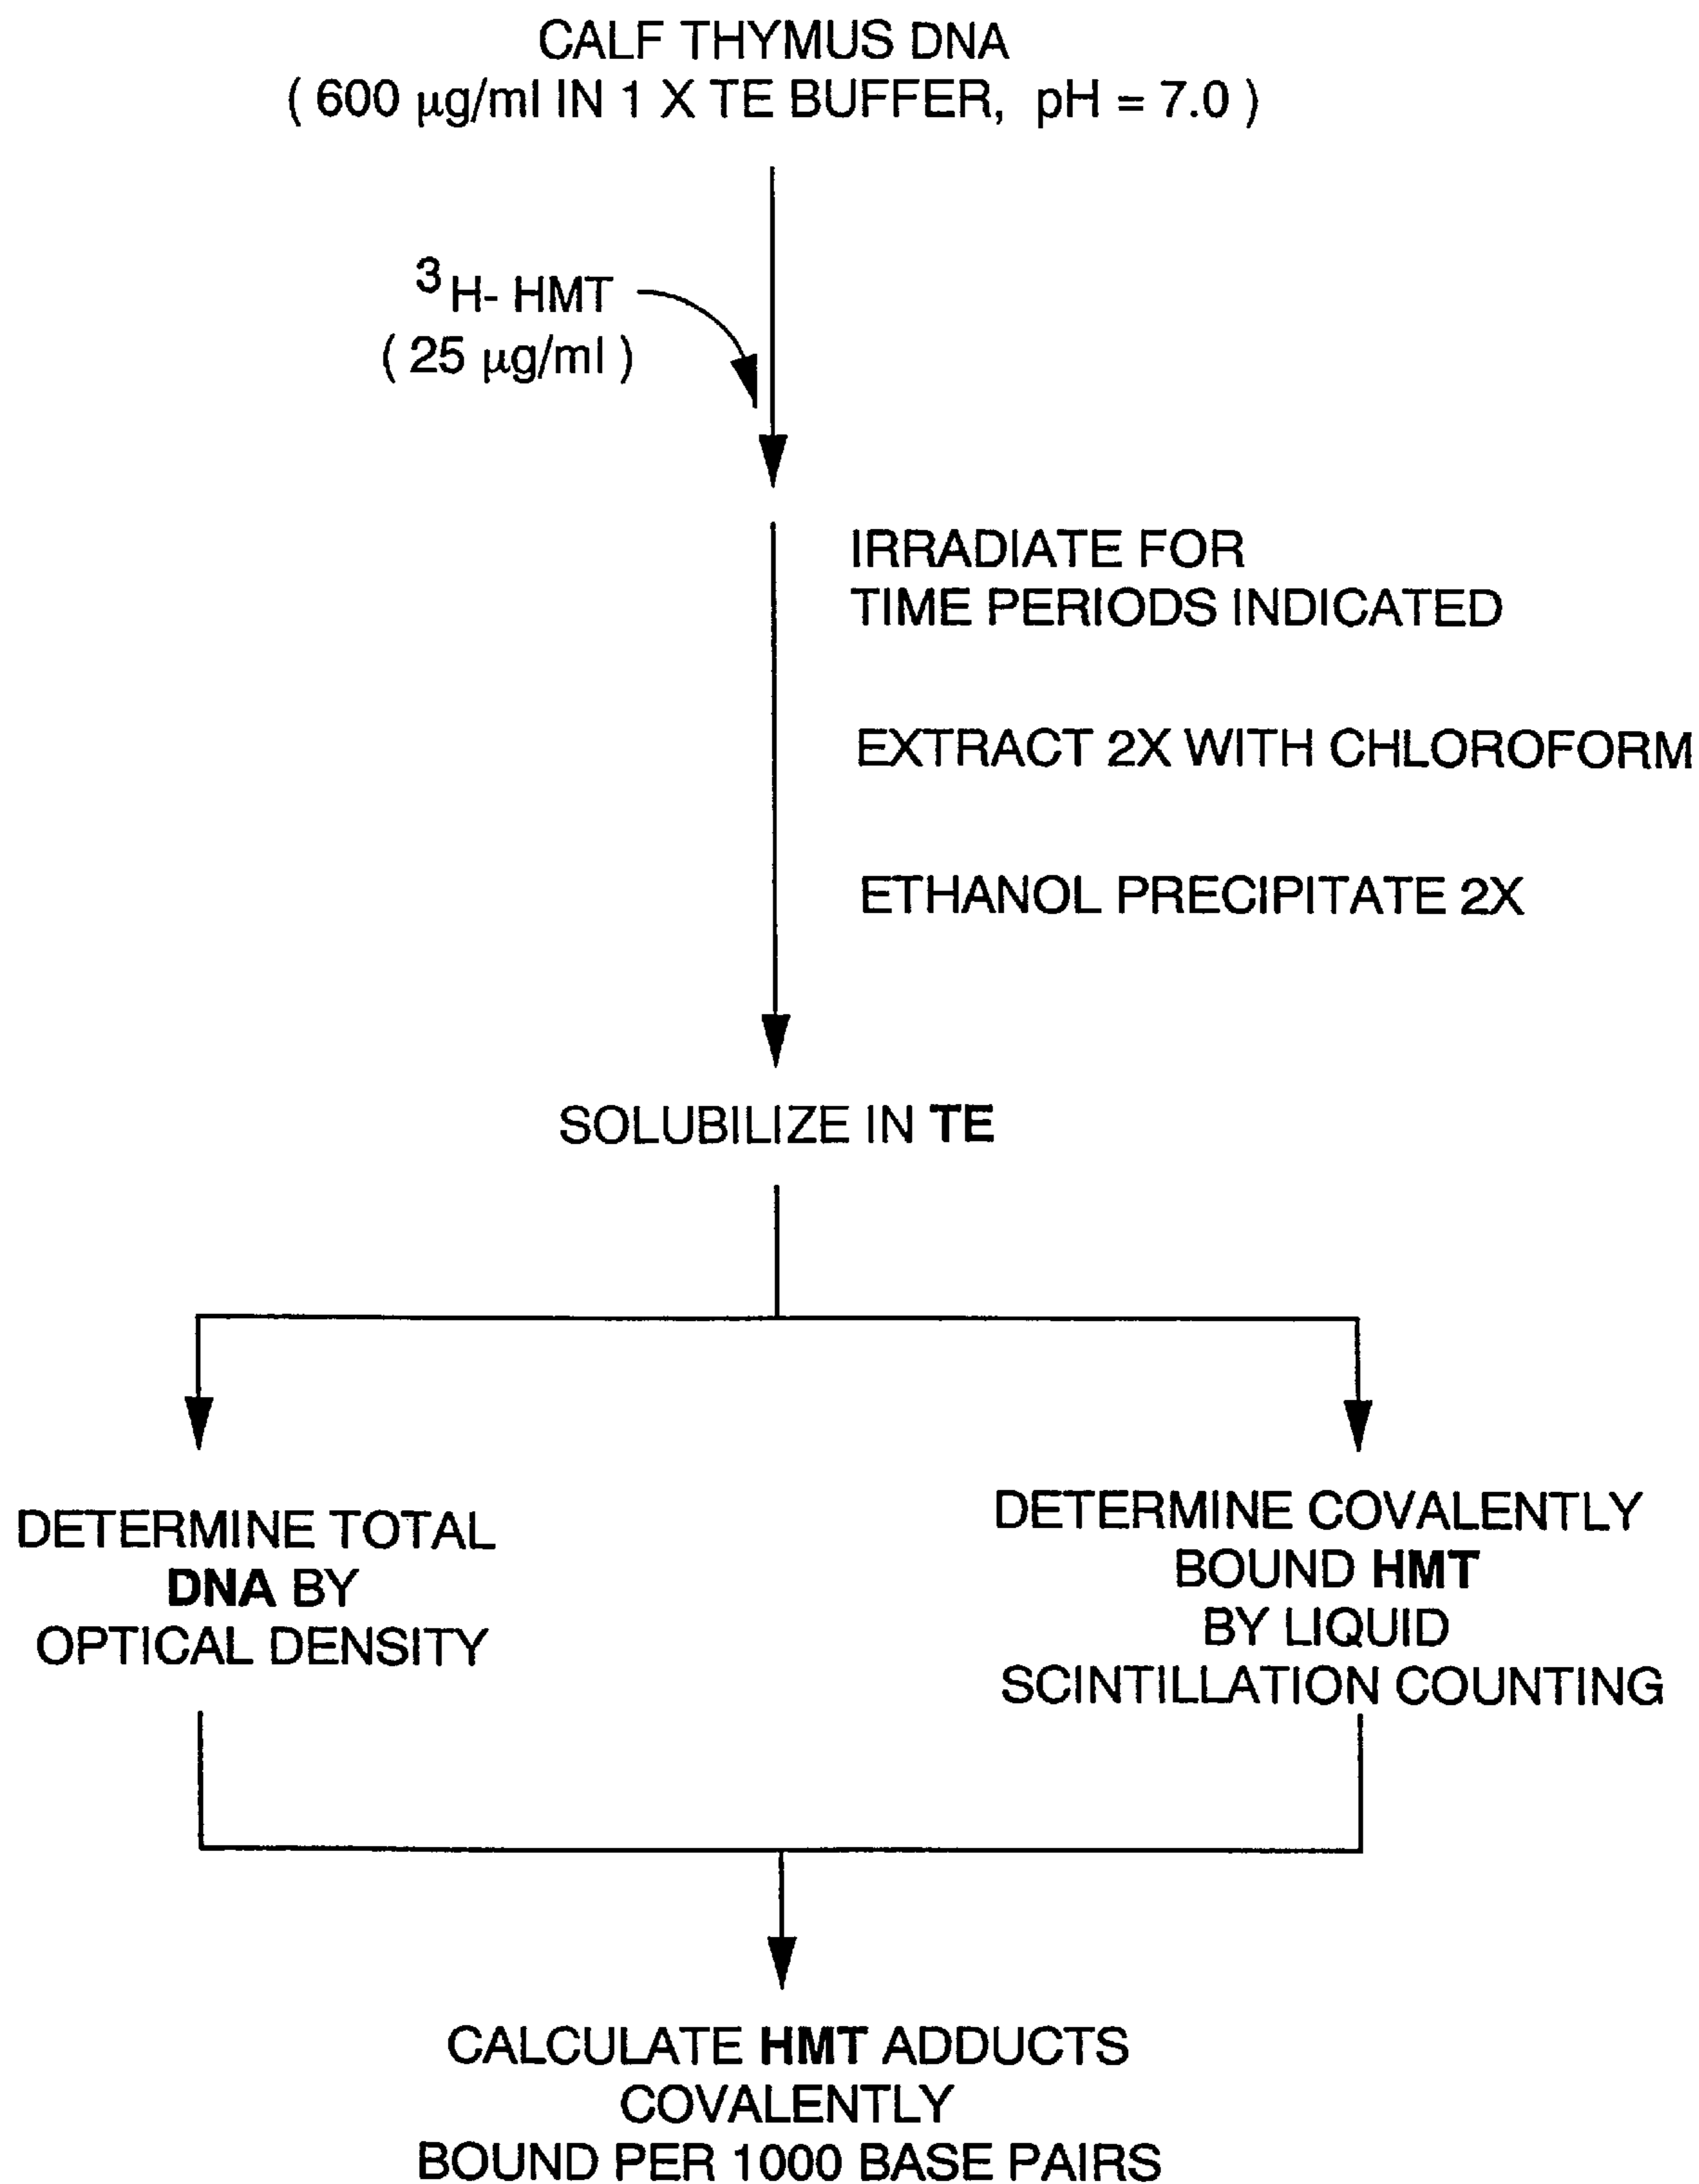 CALF THYMUS DNA
( 600 µg/ml IN 1 X TE BUFFER, pH = 7.0 )
3H- HMT
( 25 µg/ml )
IRRADIATE FOR
TIME PERIODS INDICATED
EXTRACT 2X WITH CHLOROFORM
ETHANOL PRECIPITATE 2X
SOLUBILIZE IN TE
DETERMINE TOTAL
DNA BY
OPTICAL DENSITY
DETERMINE COVALENTLY
BOUND HMT
BY LIQUID
SCINTILLATION COUNTING
CALCULATE HMT ADDUCTS
COVALENTLY
BOUND PER 1000 BASE PAIRS